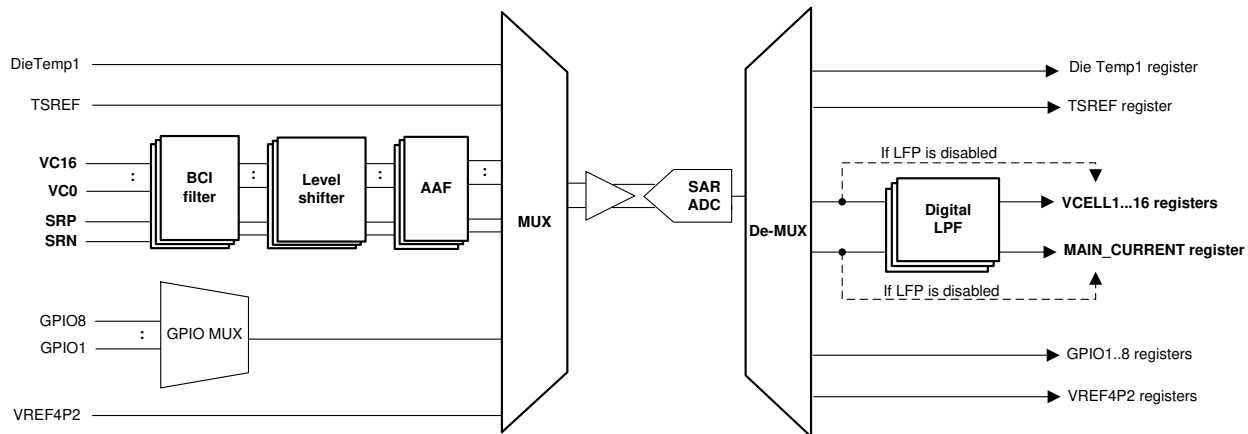 DieTemp1
TSREF
VC16
:
VC0
SRP
SRN
BCI
filter
:
Level
shifter
:
AAF
:
GPIO8
:
GPIO1
GPIO MUX
VREF4P2
MUX
SAR
ADC
De-MUX
Die Temp1 register
TSREF register
If LFP is disabled
Digital
LPF
VCELL1...16 registers
MAIN_CURRENT register
If LFP is disabled
GPIO1..8 registers
VREF4P2 registers